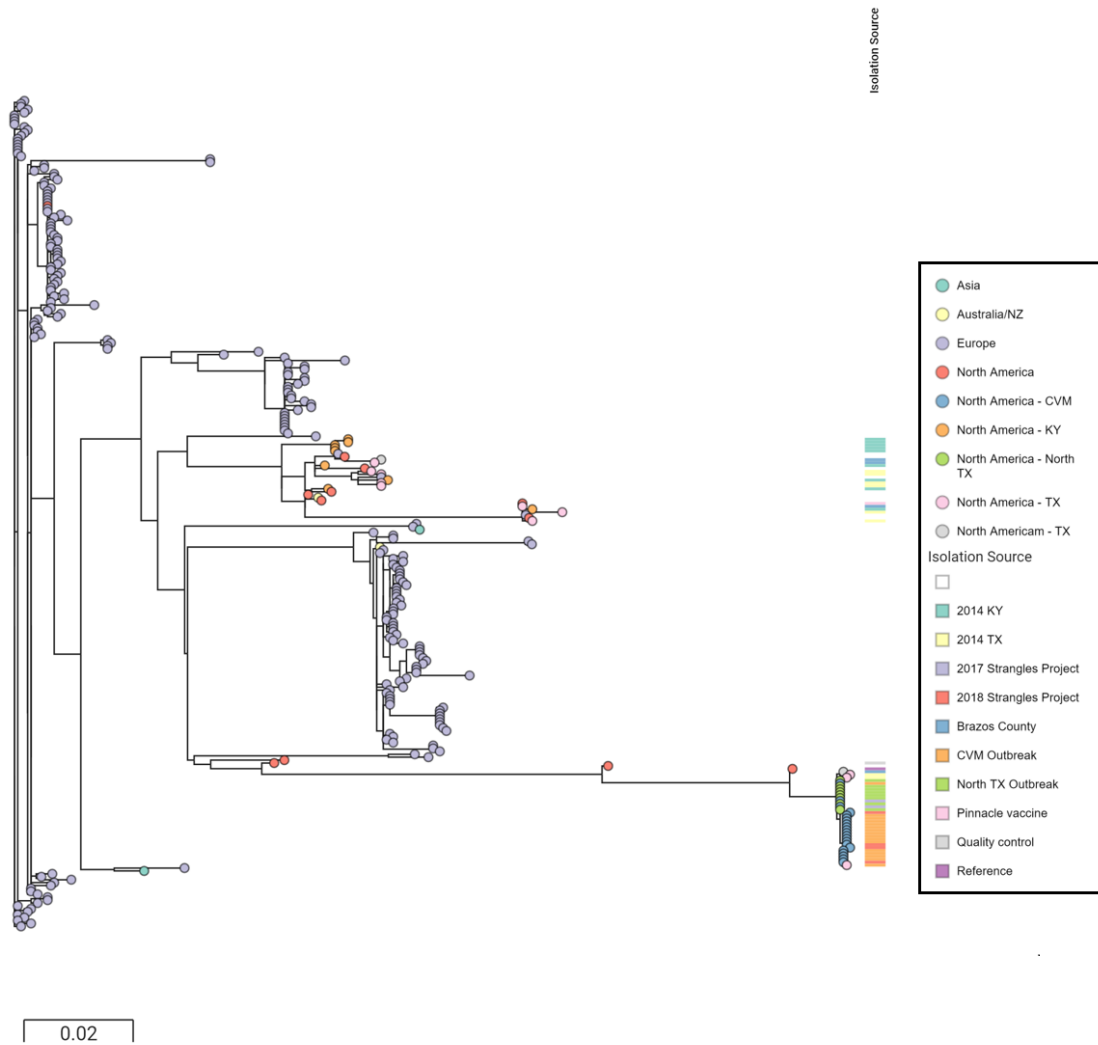 Isolation Source
Asia
Australia/NZ
Europe
North America
North America - CVM
North America - KY
North America - North
TX
North America - TX
North Americam - TX
Isolation Source
2014 KY
2014 TX
2017 Strangles Project
2018 Strangles Project
Brazos County
CVM Outbreak
North TX Outbreak
Pinnacle vaccine
Quality control
Reference
0.02